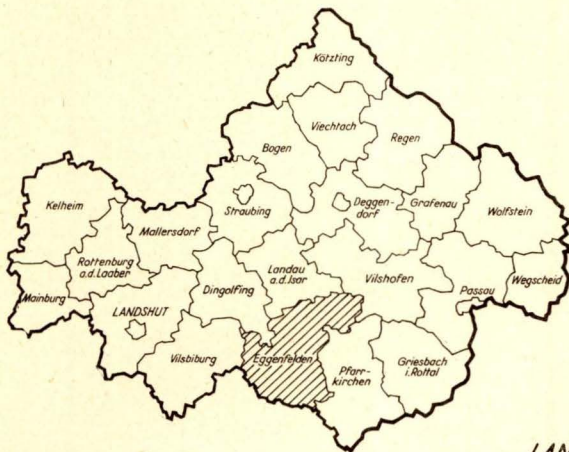 Kötzting
Viechtach
Regen
Bogen
Kelheim
Straubing
Deggen-
dorf
Grafenau
Wolfstein
Mallersdorf
Rottenburg
a.d.Laaber
Landau
a.d.Isar
Vilshofen
Mainburg
Dingolfing
Passau
Wegscheid
LANDSHUT
Vilsbiburg
Eggenfelden
Pfarr-
kirchen
Griesbach
i.Rottal
LAN